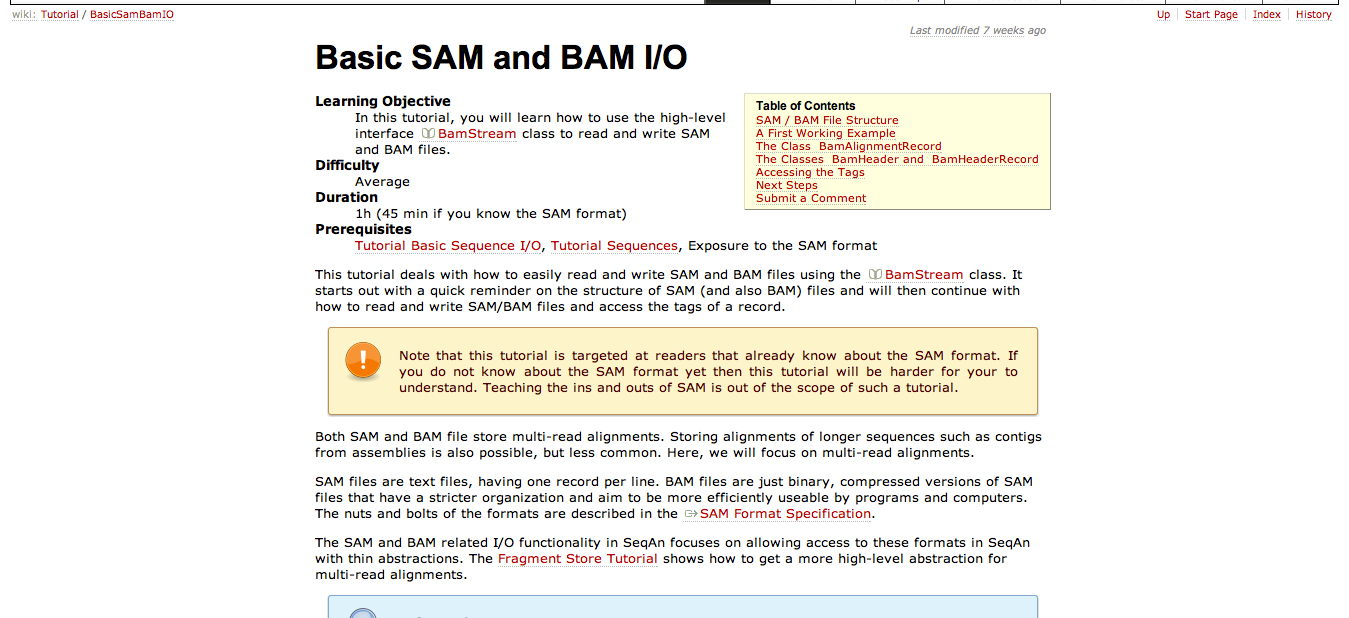 wiki: Tutorial / BasicSamBamIO
Up Start Page Index History
Last modified 7 weeks ago
Basic SAM and BAM I/O
Learning Objective
In this tutorial, you will learn how to use the high-level
interface BamStream class to read and write SAM
and BAM files.
Difficulty
Average
Duration
1h (45 min if you know the SAM format)
Prerequisites
Tutorial Basic Sequence I/O, Tutorial Sequences, Exposure to the SAM format
Table of Contents
SAM / BAM File Structure
A First Working Example
The Class BamAlignmentRecord
The Classes BamHeader and BamHeaderRecord
Accessing the Tags
Next Steps
Submit a Comment
This tutorial deals with how to easily read and write SAM and BAM files using the BamStream class. It
starts out with a quick reminder on the structure of SAM (and also BAM) files and will then continue with
how to read and write SAM/BAM files and access the tags of a record.
Note that this tutorial is targeted at readers that already know about the SAM format. If
you do not know about the SAM format yet then this tutorial will be harder for your to
understand. Teaching the ins and outs of SAM is out of the scope of such a tutorial.
Both SAM and BAM file store multi-read alignments. Storing alignments of longer sequences such as contigs
from assemblies is also possible, but less common. Here, we will focus on multi-read alignments.
SAM files are text files, having one record per line. BAM files are just binary, compressed versions of SAM
files that have a stricter organization and aim to be more efficiently useable by programs and computers.
The nuts and bolts of the formats are described in the SAM Format Specification.
The SAM and BAM related I/O functionality in SeqAn focuses on allowing access to these formats in SeqAn
with thin abstractions. The Fragment Store Tutorial shows how to get a more high-level abstraction for
multi-read alignments.